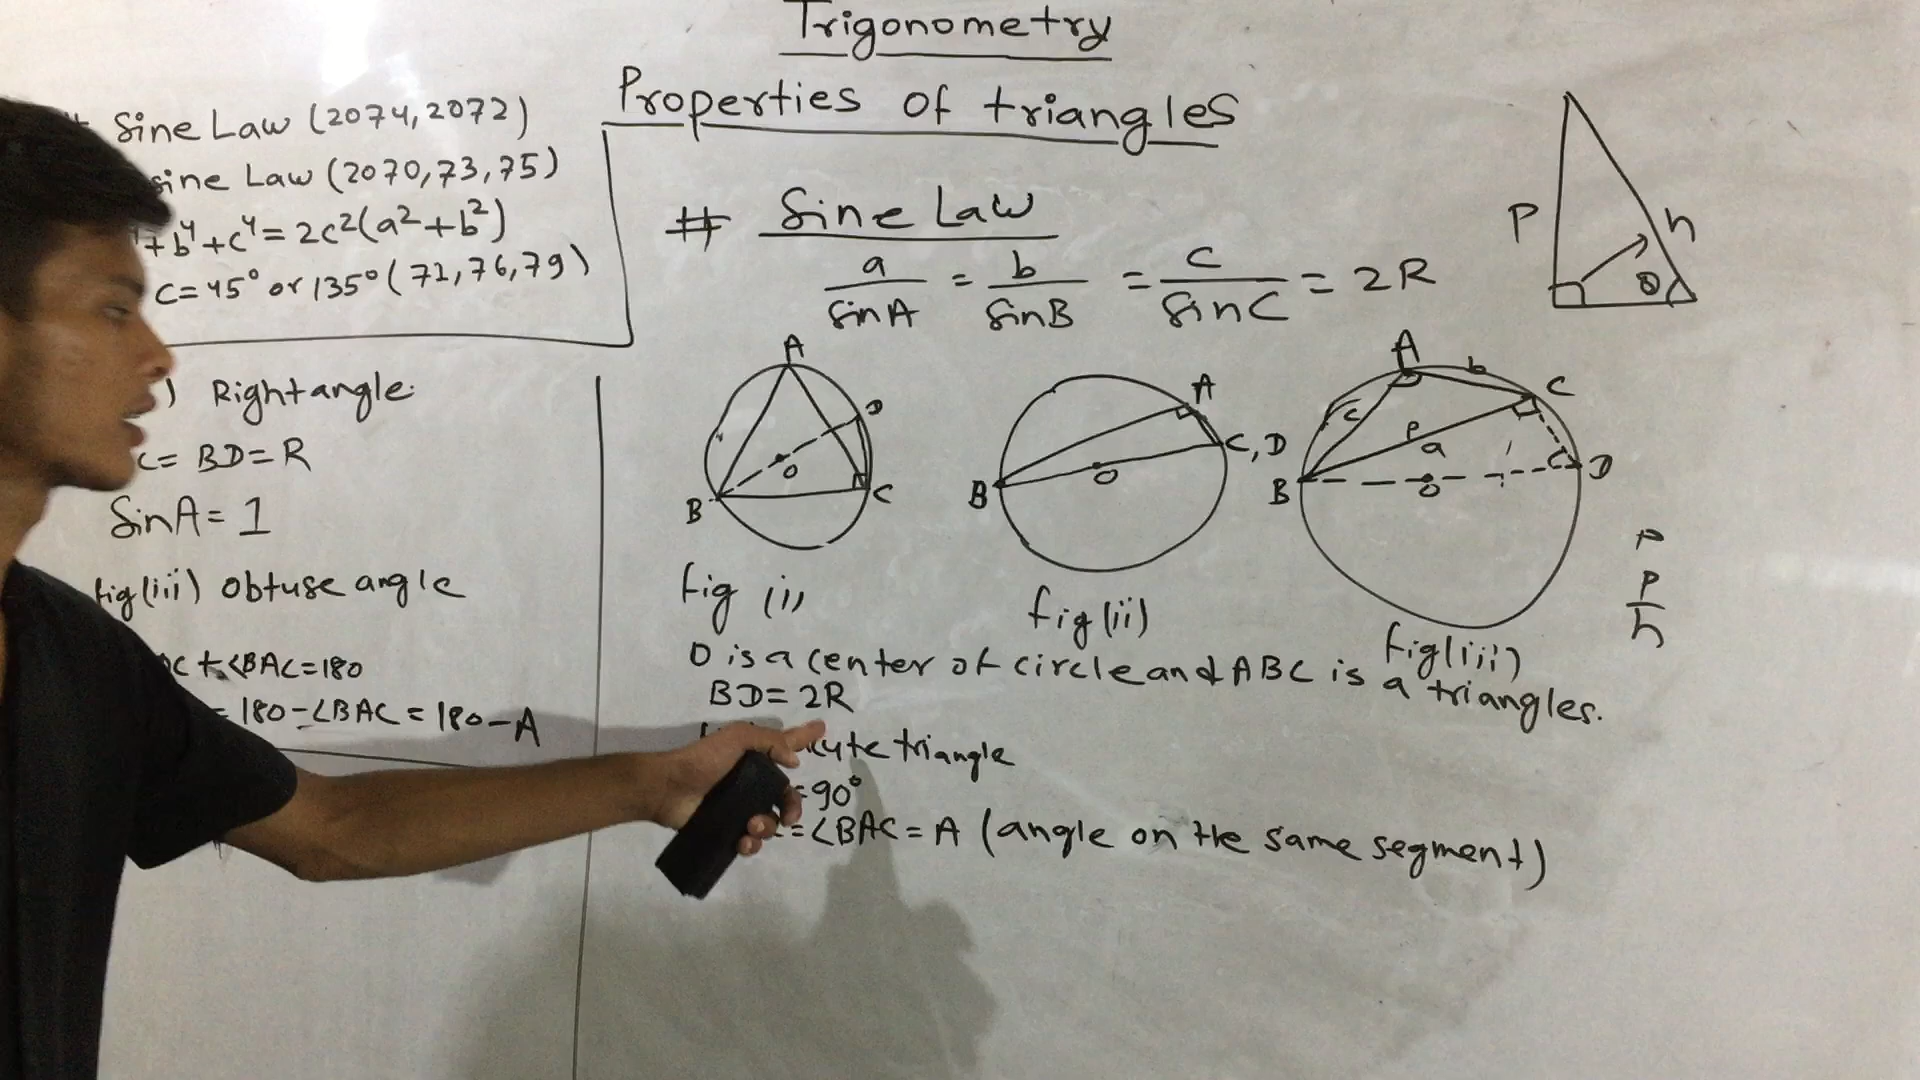 Trigonometry
Properties of triangles
Sine Law (2074,2072)
sine Law (2070,73,75)
+b⁴+c⁴=2c²(a²+b²)
C=45° or 135° (71,76,79)
# Sine Law
a/sinA = b/sinB = c/sinC = 2R
P
h
θ
) Rightangle.
C= BD=R
SinA= 1
fig(iii) Obtuse angle
C+<BAC=180
=180-∠BAC=180-A
A
D
O
B
C
fig (i)
A
C,D
B
O
fig(ii)
A
b
C
c
P
a
B
O
D
fig(iii)
P
P/h
O is a center of circle and ABC is a triangles.
BD=2R
acute triangle
=90°
=∠BAC=A (angle on the same segment)